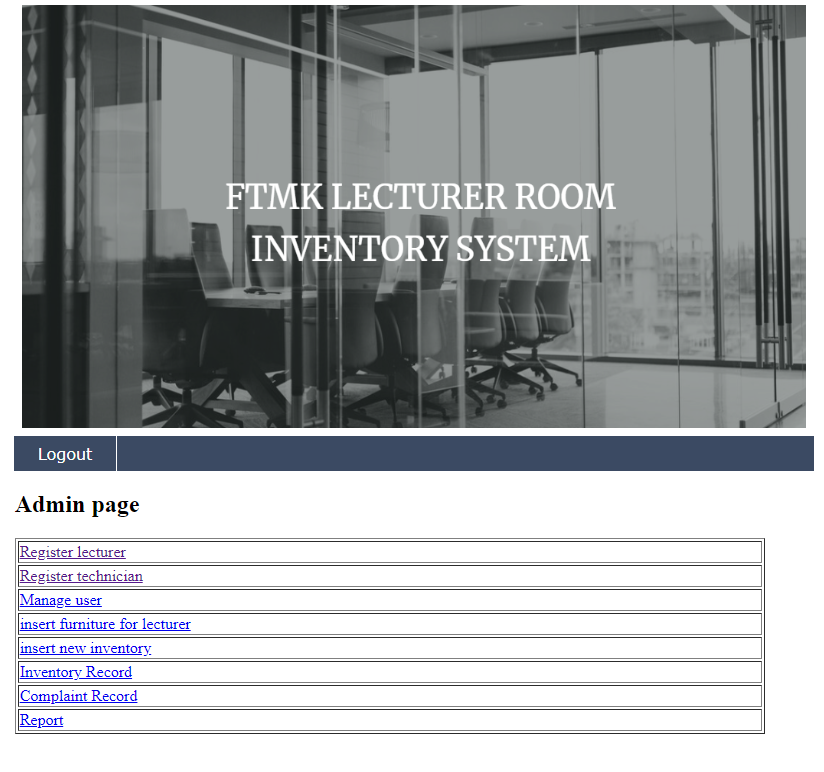 FTMK LECTURER ROOM
INVENTORY SYSTEM
Logout
Admin page
Register lecturer
Register technician
Manage user
insert furniture for lecturer
insert new inventory
Inventory Record
Complaint Record
Report